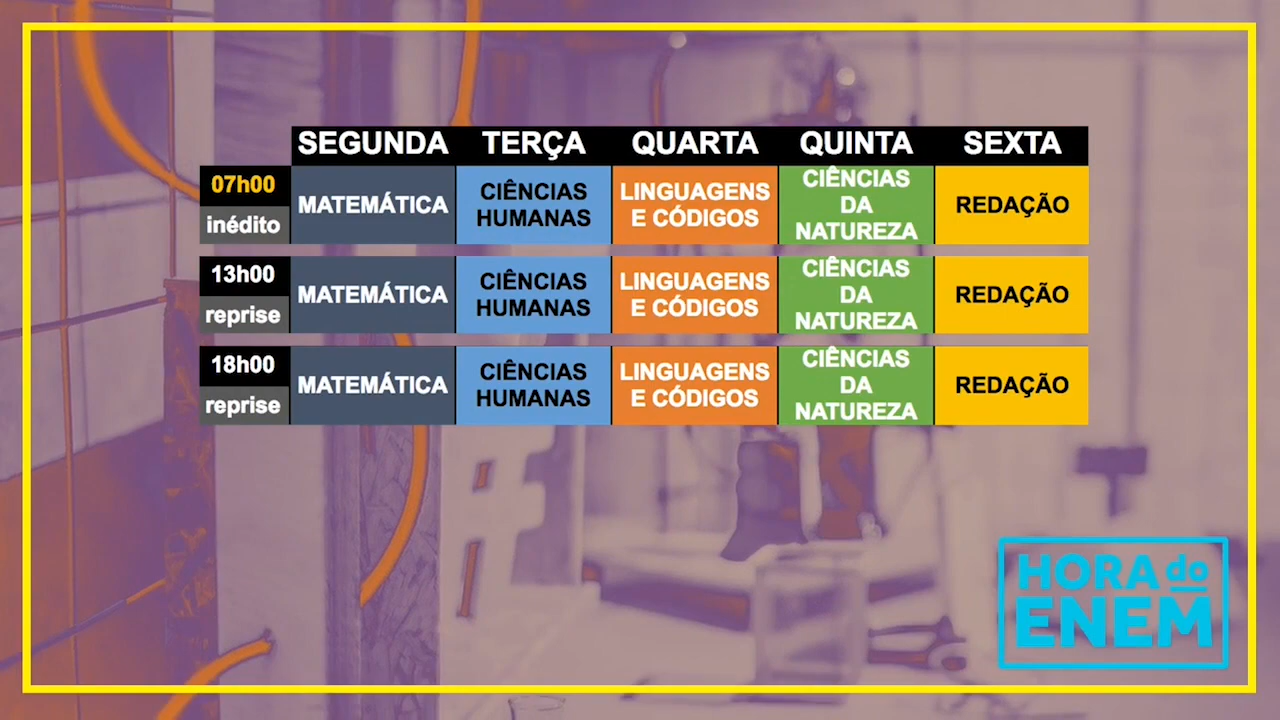 SEGUNDA TERÇA QUARTA QUINTA SEXTA
07h00
inédito
MATEMÁTICA
CIÊNCIAS
HUMANAS
LINGUAGENS
E CÓDIGOS
CIÊNCIAS
DA
NATUREZA
REDAÇÃO
13h00
reprise
MATEMÁTICA
CIÊNCIAS
HUMANAS
LINGUAGENS
E CÓDIGOS
CIÊNCIAS
DA
NATUREZA
REDAÇÃO
18h00
reprise
MATEMÁTICA
CIÊNCIAS
HUMANAS
LINGUAGENS
E CÓDIGOS
CIÊNCIAS
DA
NATUREZA
REDAÇÃO
HORA do
ENEM